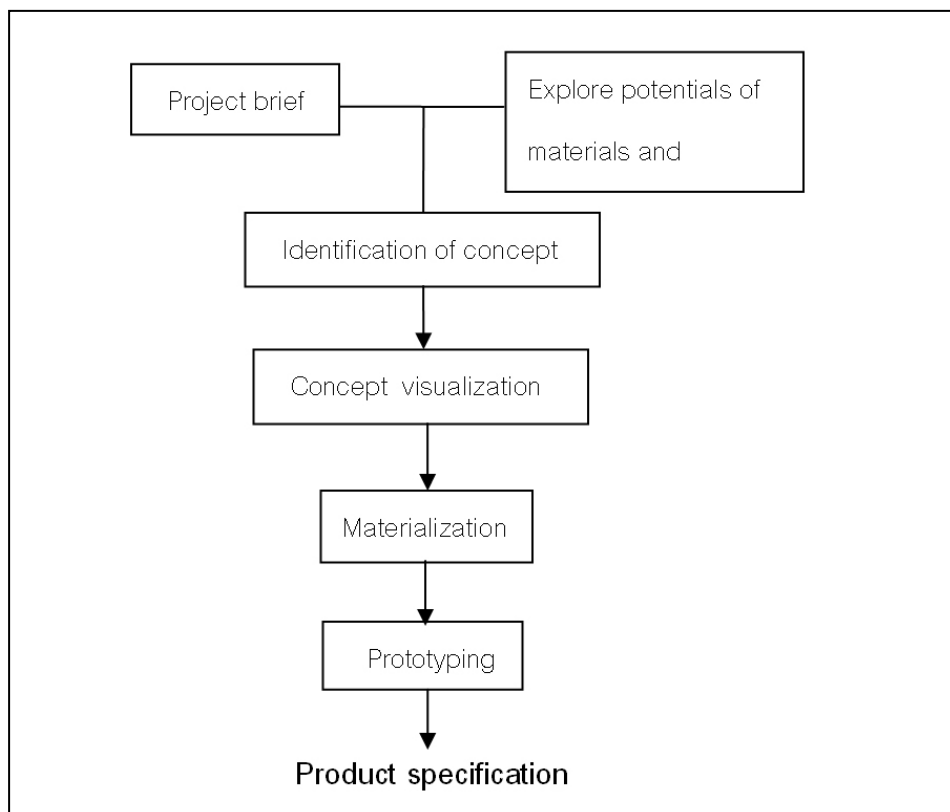 Project brief
Explore potentials of
materials and
Identification of concept
Concept visualization
Materialization
Prototyping
Product specification